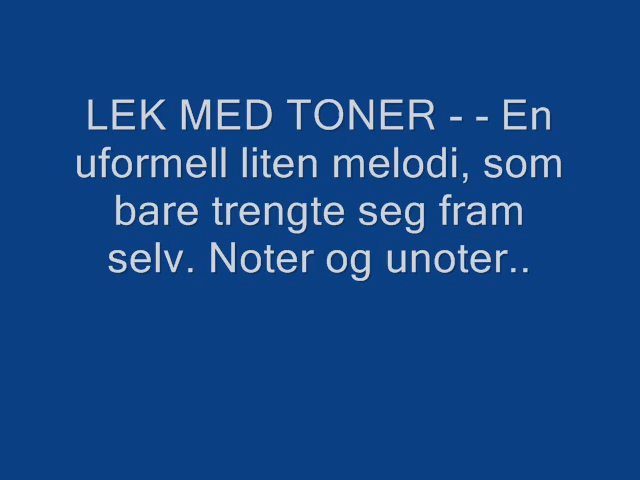 LEK MED TONER - - En
uformell liten melodi, som
bare trengte seg fram
selv. Noter og unoter..